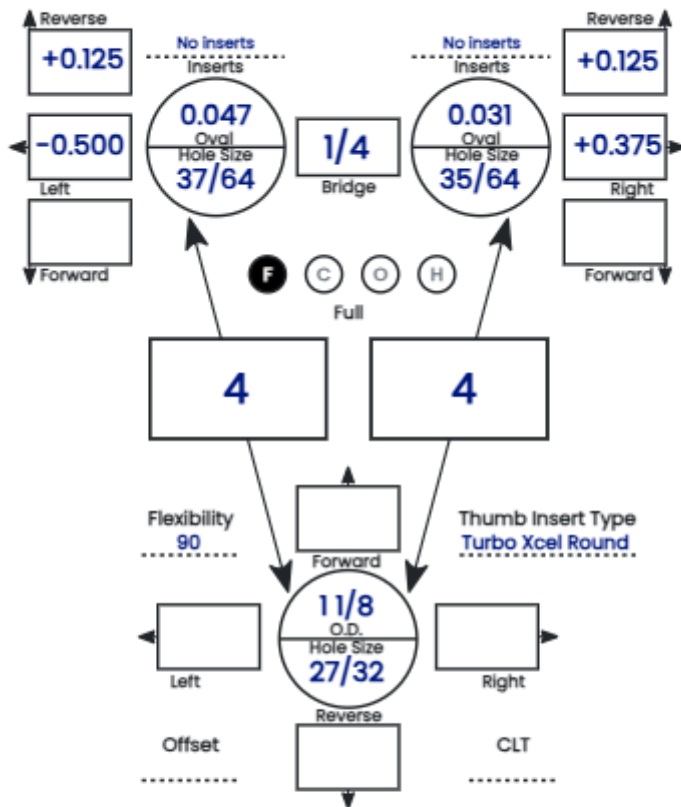 Reverse
No inserts
No inserts
Reverse
+0.125
Inserts
Inserts
+0.125
-0.500
0.047
Oval
Hole Size
37/64
1/4
Bridge
0.031
Oval
Hole Size
35/64
+0.375
Left
Right
Forward
F C O H
Forward
Full
4
4
Flexibility
90
Thumb Insert Type
Turbo Xcel Round
Forward
1 1/8
O.D.
Hole Size
27/32
Left
Right
Reverse
Offset
CLT